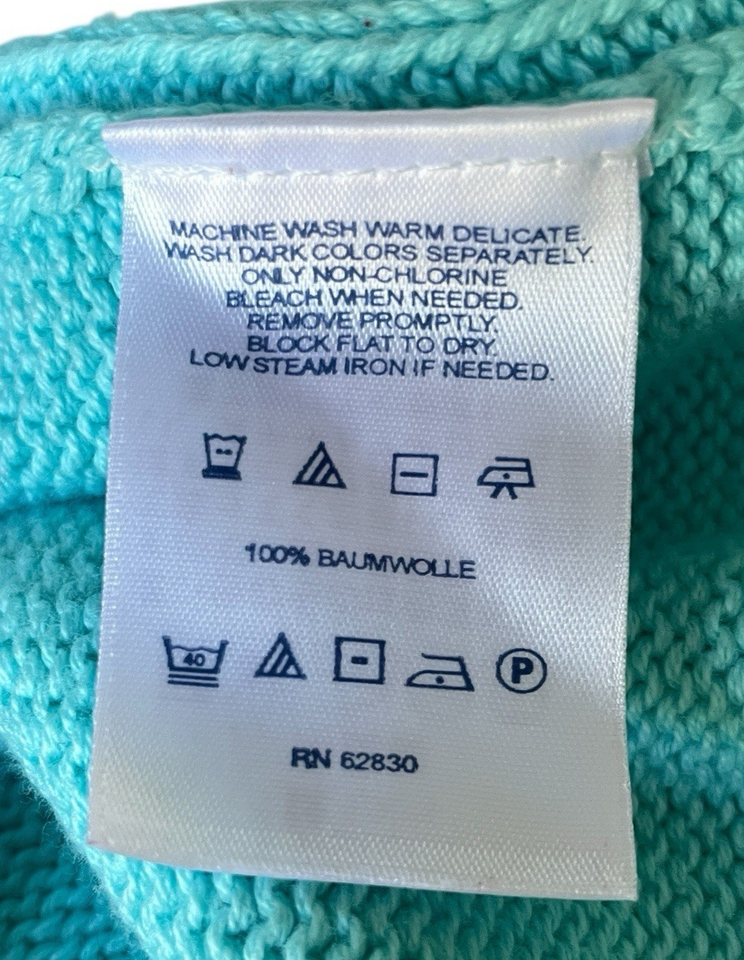 MACHINE WASH WARM DELICATE.
WASH DARK COLORS SEPARATELY.
ONLY NON-CHLORINE
BLEACH WHEN NEEDED.
REMOVE PROMPTLY.
BLOCK FLAT TO DRY.
LOW STEAM IRON IF NEEDED.
100% BAUMWOLLE
40 P
RN 62830